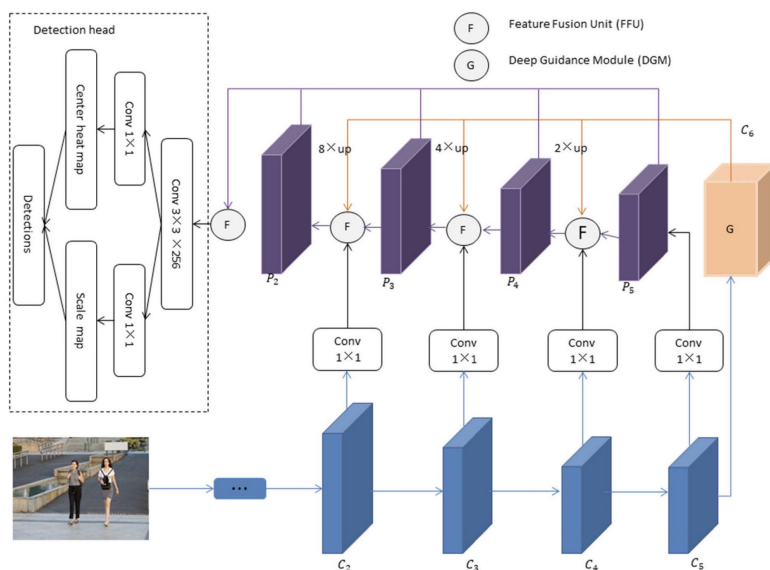 Detection head
F
Feature Fusion Unit (FFU)
G
Deep Guidance Module (DGM)
Center heat map
Conv 1×1
Detections
Conv 3×3 ×256
Scale map
Conv 1×1
F
8×up
4×up
2×up
C6
F
F
F
G
P2
P3
P4
P5
Conv
1×1
Conv
1×1
Conv
1×1
Conv
1×1
...
C2
C3
C4
C5